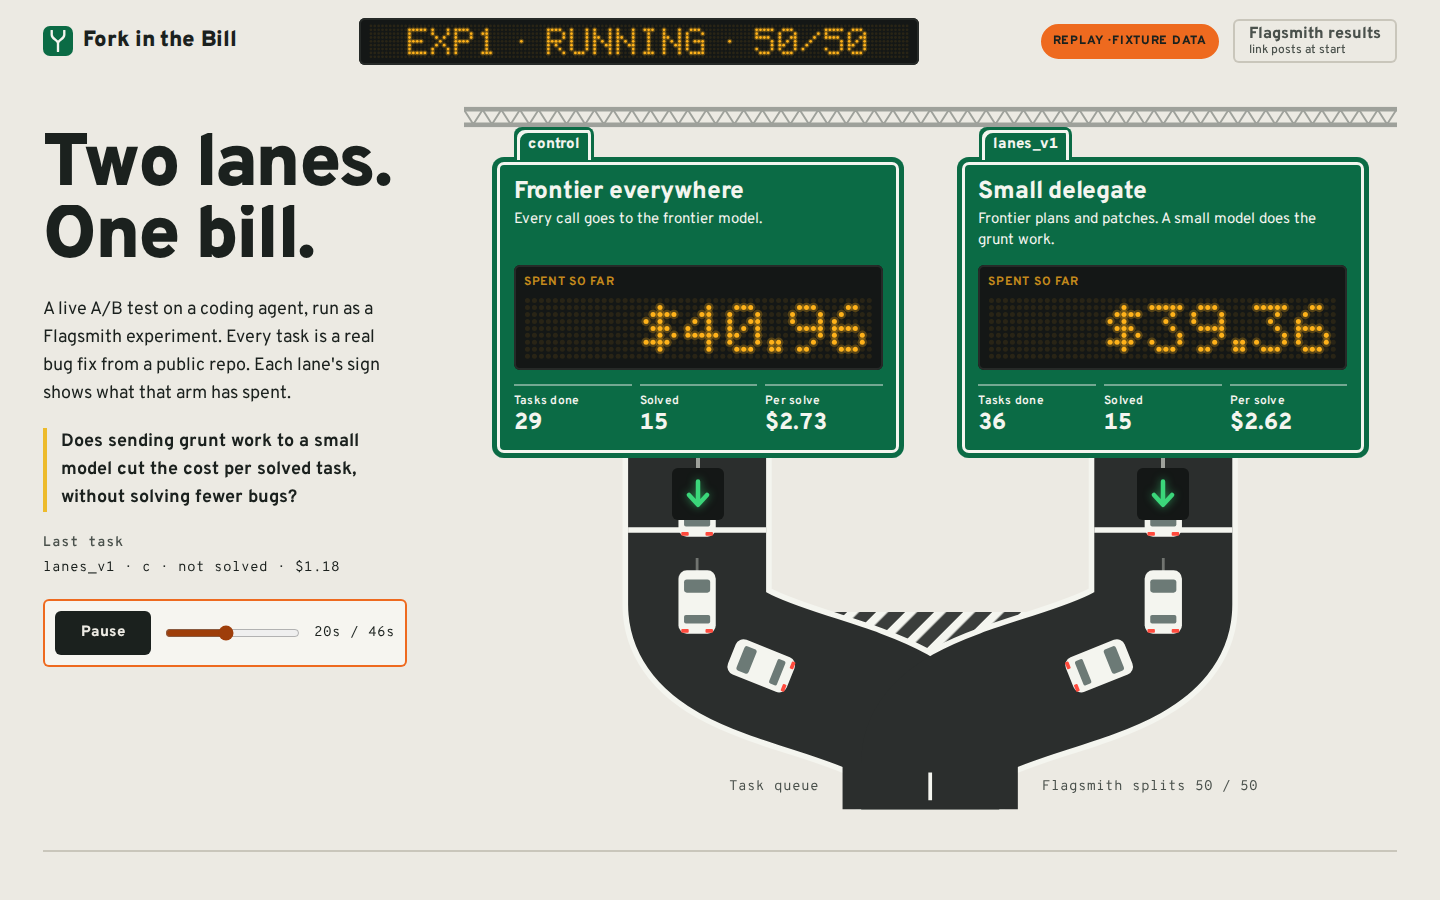 Fork in the Bill
EXP1 · RUNNING · 50/50
REPLAY ·FIXTURE DATA
Flagsmith results
link posts at start
Two lanes.
One bill.
A live A/B test on a coding agent, run as a
Flagsmith experiment. Every task is a real
bug fix from a public repo. Each lane's sign
shows what that arm has spent.
Does sending grunt work to a small
model cut the cost per solved task,
without solving fewer bugs?
Last task
lanes_v1 · c · not solved · $1.18
Pause
20s / 46s
control
Frontier everywhere
Every call goes to the frontier model.
SPENT SO FAR
$40.96
Tasks done
29
Solved
15
Per solve
$2.73
lanes_v1
Small delegate
Frontier plans and patches. A small model does the
grunt work.
SPENT SO FAR
$39.36
Tasks done
36
Solved
15
Per solve
$2.62
Task queue
Flagsmith splits 50 / 50